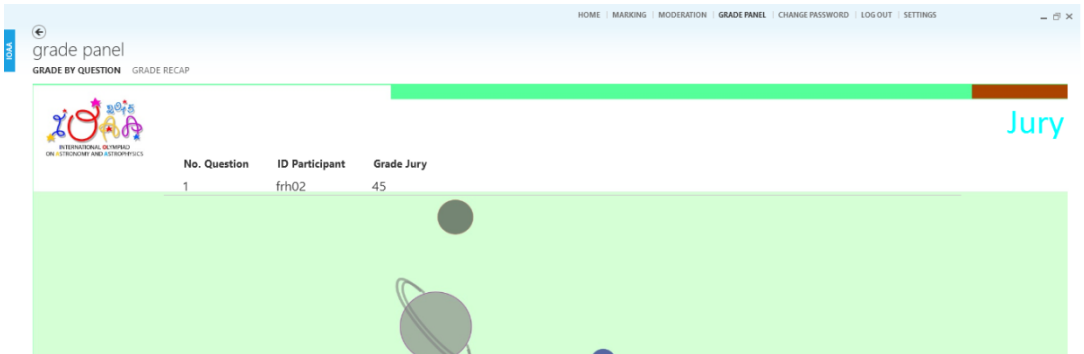 HOME | MARKING | MODERATION | GRADE PANEL | CHANGE PASSWORD | LOG OUT | SETTINGS
IOAA
grade panel
GRADE BY QUESTION GRADE RECAP
INTERNATIONAL OLYMPIAD
ON ASTRONOMY AND ASTROPHYSICS
Jury
No. Question ID Participant Grade Jury
1 frh02 45